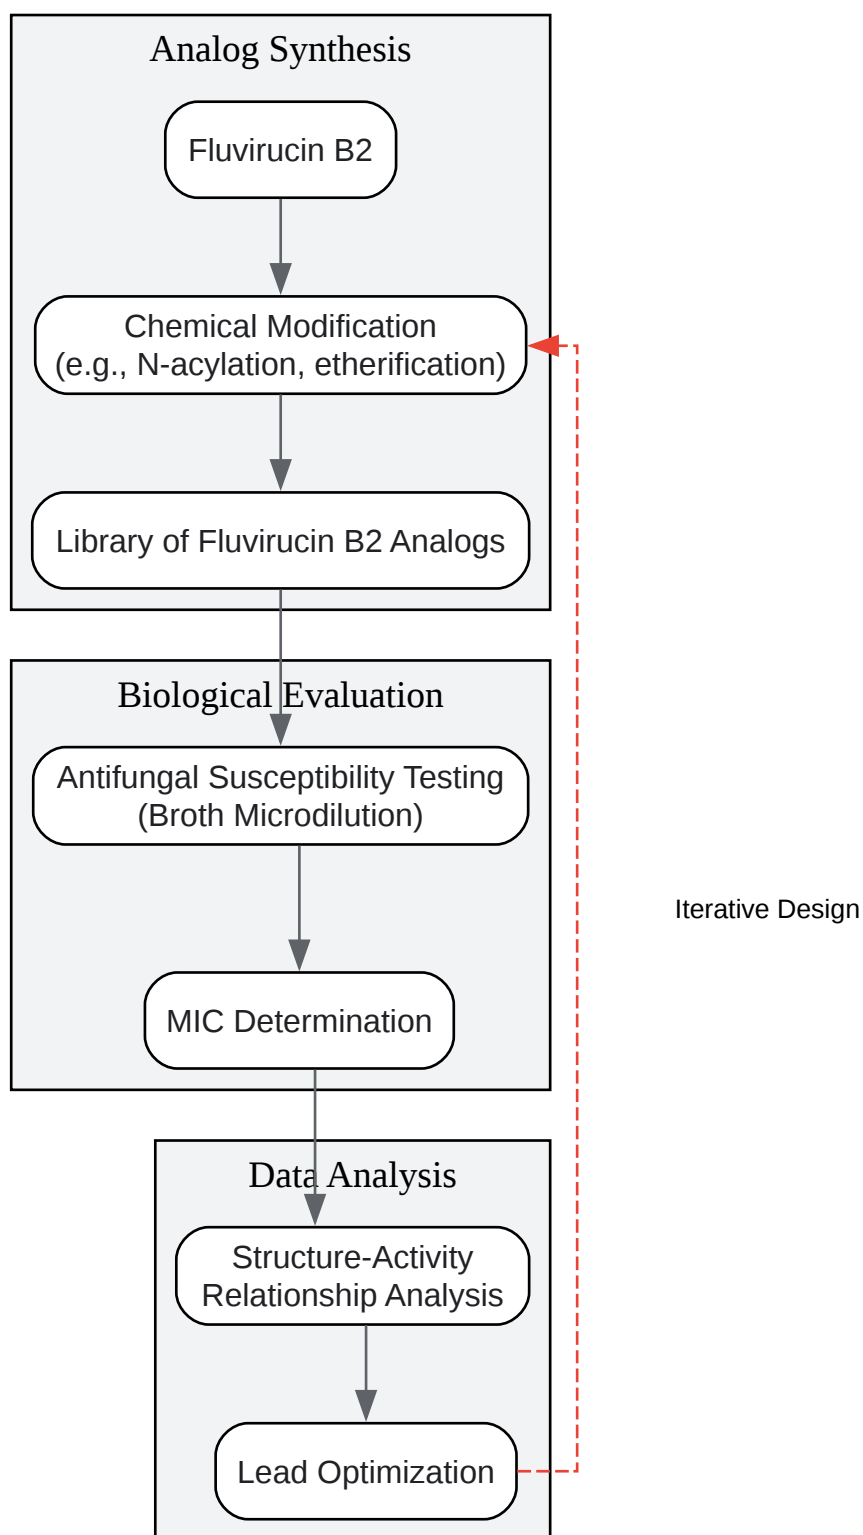 Analog Synthesis
Fluvirucin B2
Chemical Modification
(e.g., N-acylation, etherification)
Library of Fluvirucin B2 Analogs
Biological Evaluation
Antifungal Susceptibility Testing
(Broth Microdilution)
Iterative Design
MIC Determination
Data Analysis
Structure-Activity
Relationship Analysis
Lead Optimization